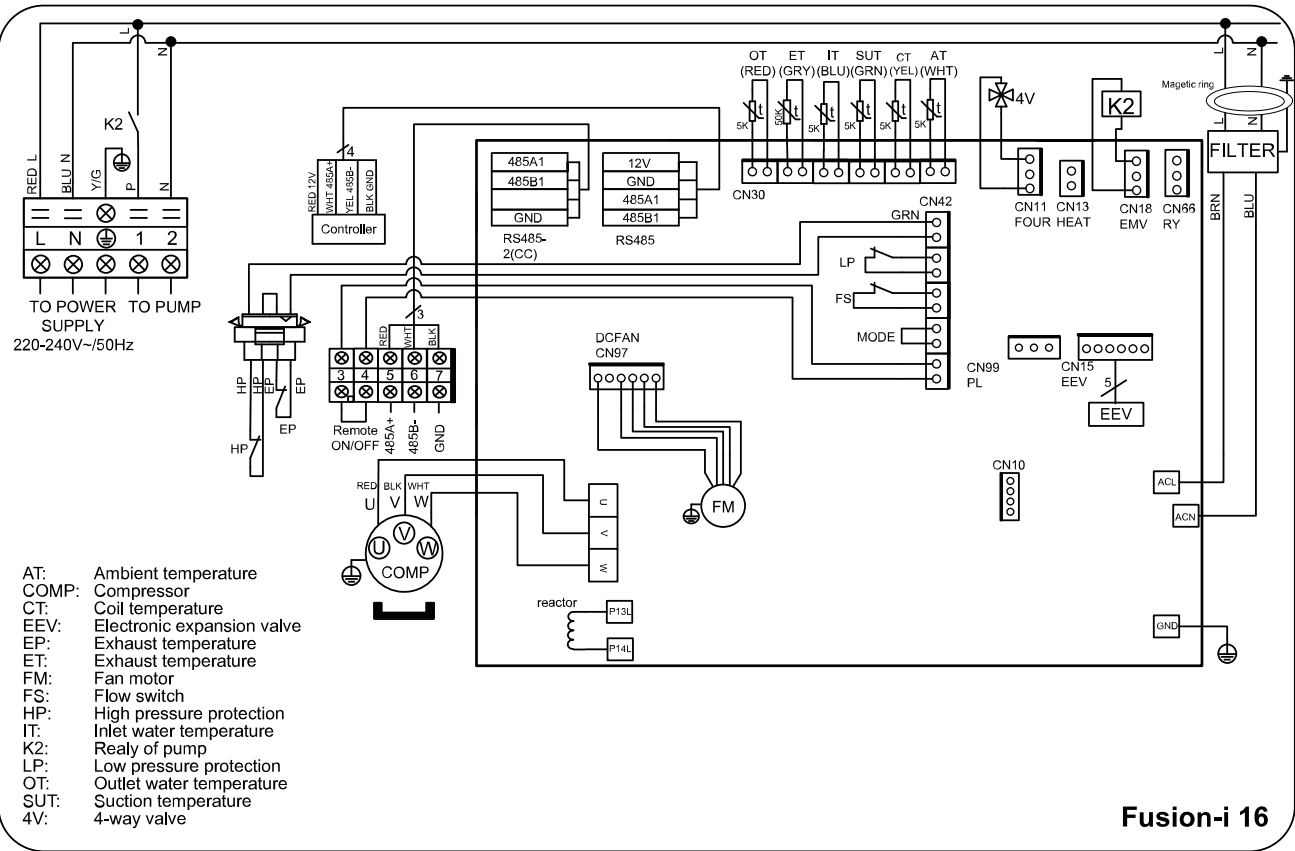 L
N
L
N
OT ET IT SUT CT AT
(RED) (GRY) (BLU) (GRN) (YEL) (WHT)
t t t t t t
5K 50K 5K 5K 5K 5K
4V
K2
Magetic ring
L N
FILTER
K2
RED L
BLU N
Y/G
P
N
L N 1 2
TO POWER
SUPPLY
220-240V~/50Hz
TO PUMP
4
RED 12V
WHT 485A+
YEL 485B-
BLK GND
Controller
485A1
485B1
GND
RS485-
2(CC)
12V
GND
485A1
485B1
RS485
CN30
CN42
GRN
LP
FS
MODE
CN11
FOUR
CN13
HEAT
CN18
EMV
CN66
RY
BRN
BLU
HP
HP
EP
EP
EP
HP
3
RED
WHT
BLK
3 4 5 6 7
Remote
ON/OFF
485A+
485B-
GND
DCFAN
CN97
FM
CN99
PL
CN15
EEV
5
EEV
CN10
ACL
ACN
GND
RED BLK WHT
U V W
U V W
COMP
U
V
W
reactor
P13L
P14L
AT: Ambient temperature
COMP: Compressor
CT: Coil temperature
EEV: Electronic expansion valve
EP: Exhaust temperature
ET: Exhaust temperature
FM: Fan motor
FS: Flow switch
HP: High pressure protection
IT: Inlet water temperature
K2: Realy of pump
LP: Low pressure protection
OT: Outlet water temperature
SUT: Suction temperature
4V: 4-way valve
Fusion-i 16